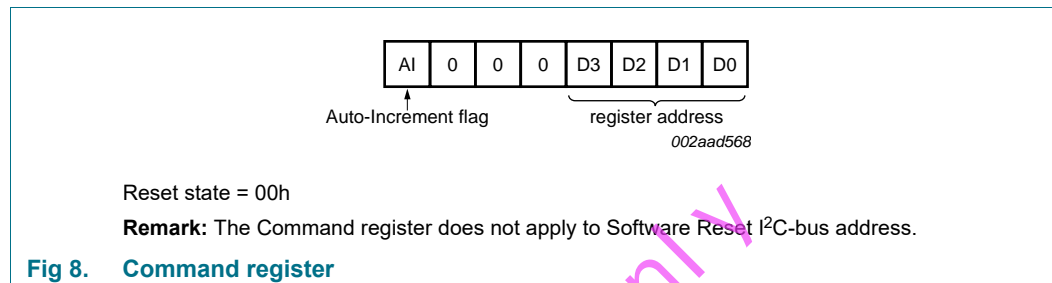 AI 0 0 0 D3 D2 D1 D0
Auto-Increment flag register address
002aad568
Reset state = 00h
Remark: The Command register does not apply to Software Reset I²C-bus address.
Fig 8. Command register